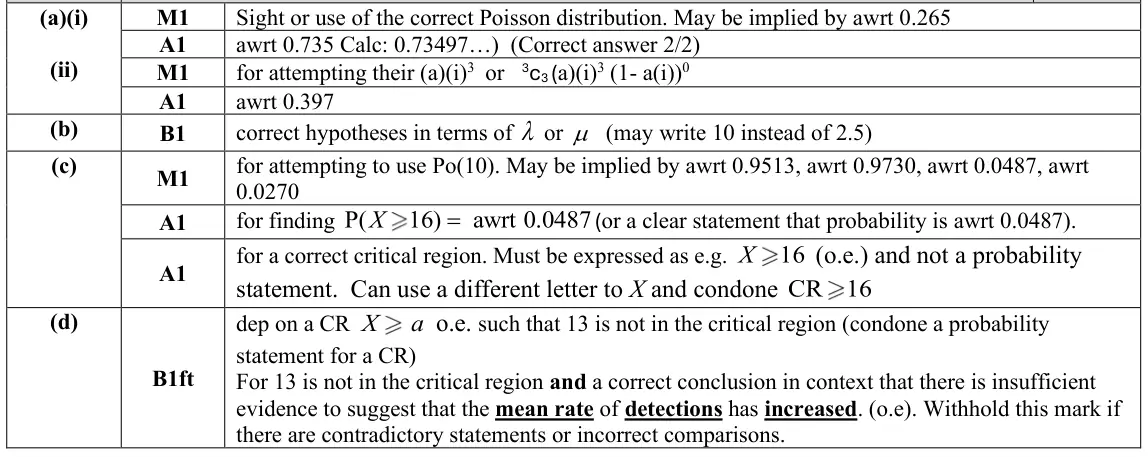 (a)(i) M1 Sight or use of the correct Poisson distribution. May be implied by awrt 0.265
A1 awrt 0.735 Calc: 0.73497…) (Correct answer 2/2)
(ii) M1 for attempting their (a)(i)³ or ³c₃ (a)(i)³ (1- a(i))⁰
A1 awrt 0.397
(b) B1 correct hypotheses in terms of λ or μ (may write 10 instead of 2.5)
(c) M1 for attempting to use Po(10). May be implied by awrt 0.9513, awrt 0.9730, awrt 0.0487, awrt
0.0270
A1 for finding P(X⩾16) = awrt 0.0487 (or a clear statement that probability is awrt 0.0487).
A1 for a correct critical region. Must be expressed as e.g. X⩾16 (o.e.) and not a probability
statement. Can use a different letter to X and condone CR⩾16
(d) B1ft dep on a CR X⩾ a o.e. such that 13 is not in the critical region (condone a probability
statement for a CR)
For 13 is not in the critical region and a correct conclusion in context that there is insufficient
evidence to suggest that the mean rate of detections has increased. (o.e). Withhold this mark if
there are contradictory statements or incorrect comparisons.